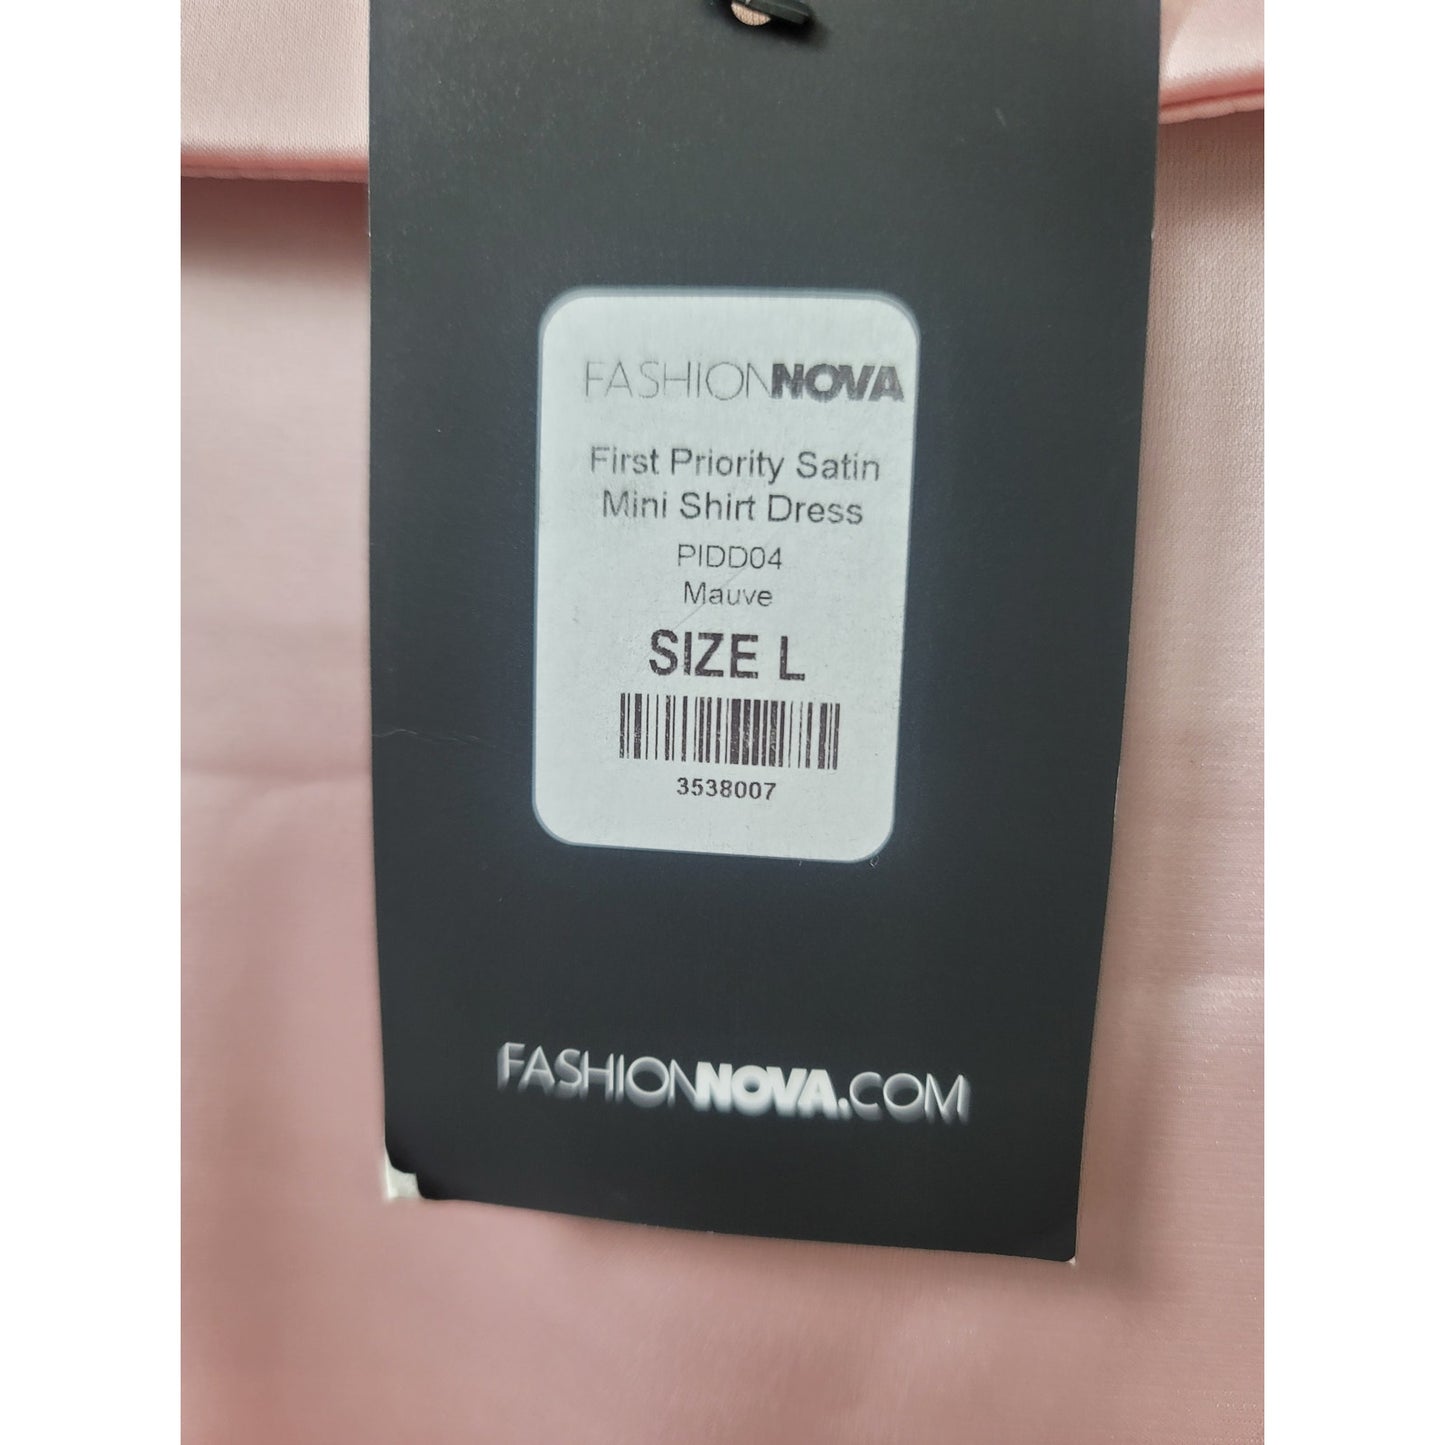 FASHIONNOVA
First Priority Satin
Mini Shirt Dress
PIDD04
Mauve
SIZE L
3538007
FASHIONNOVA.COM